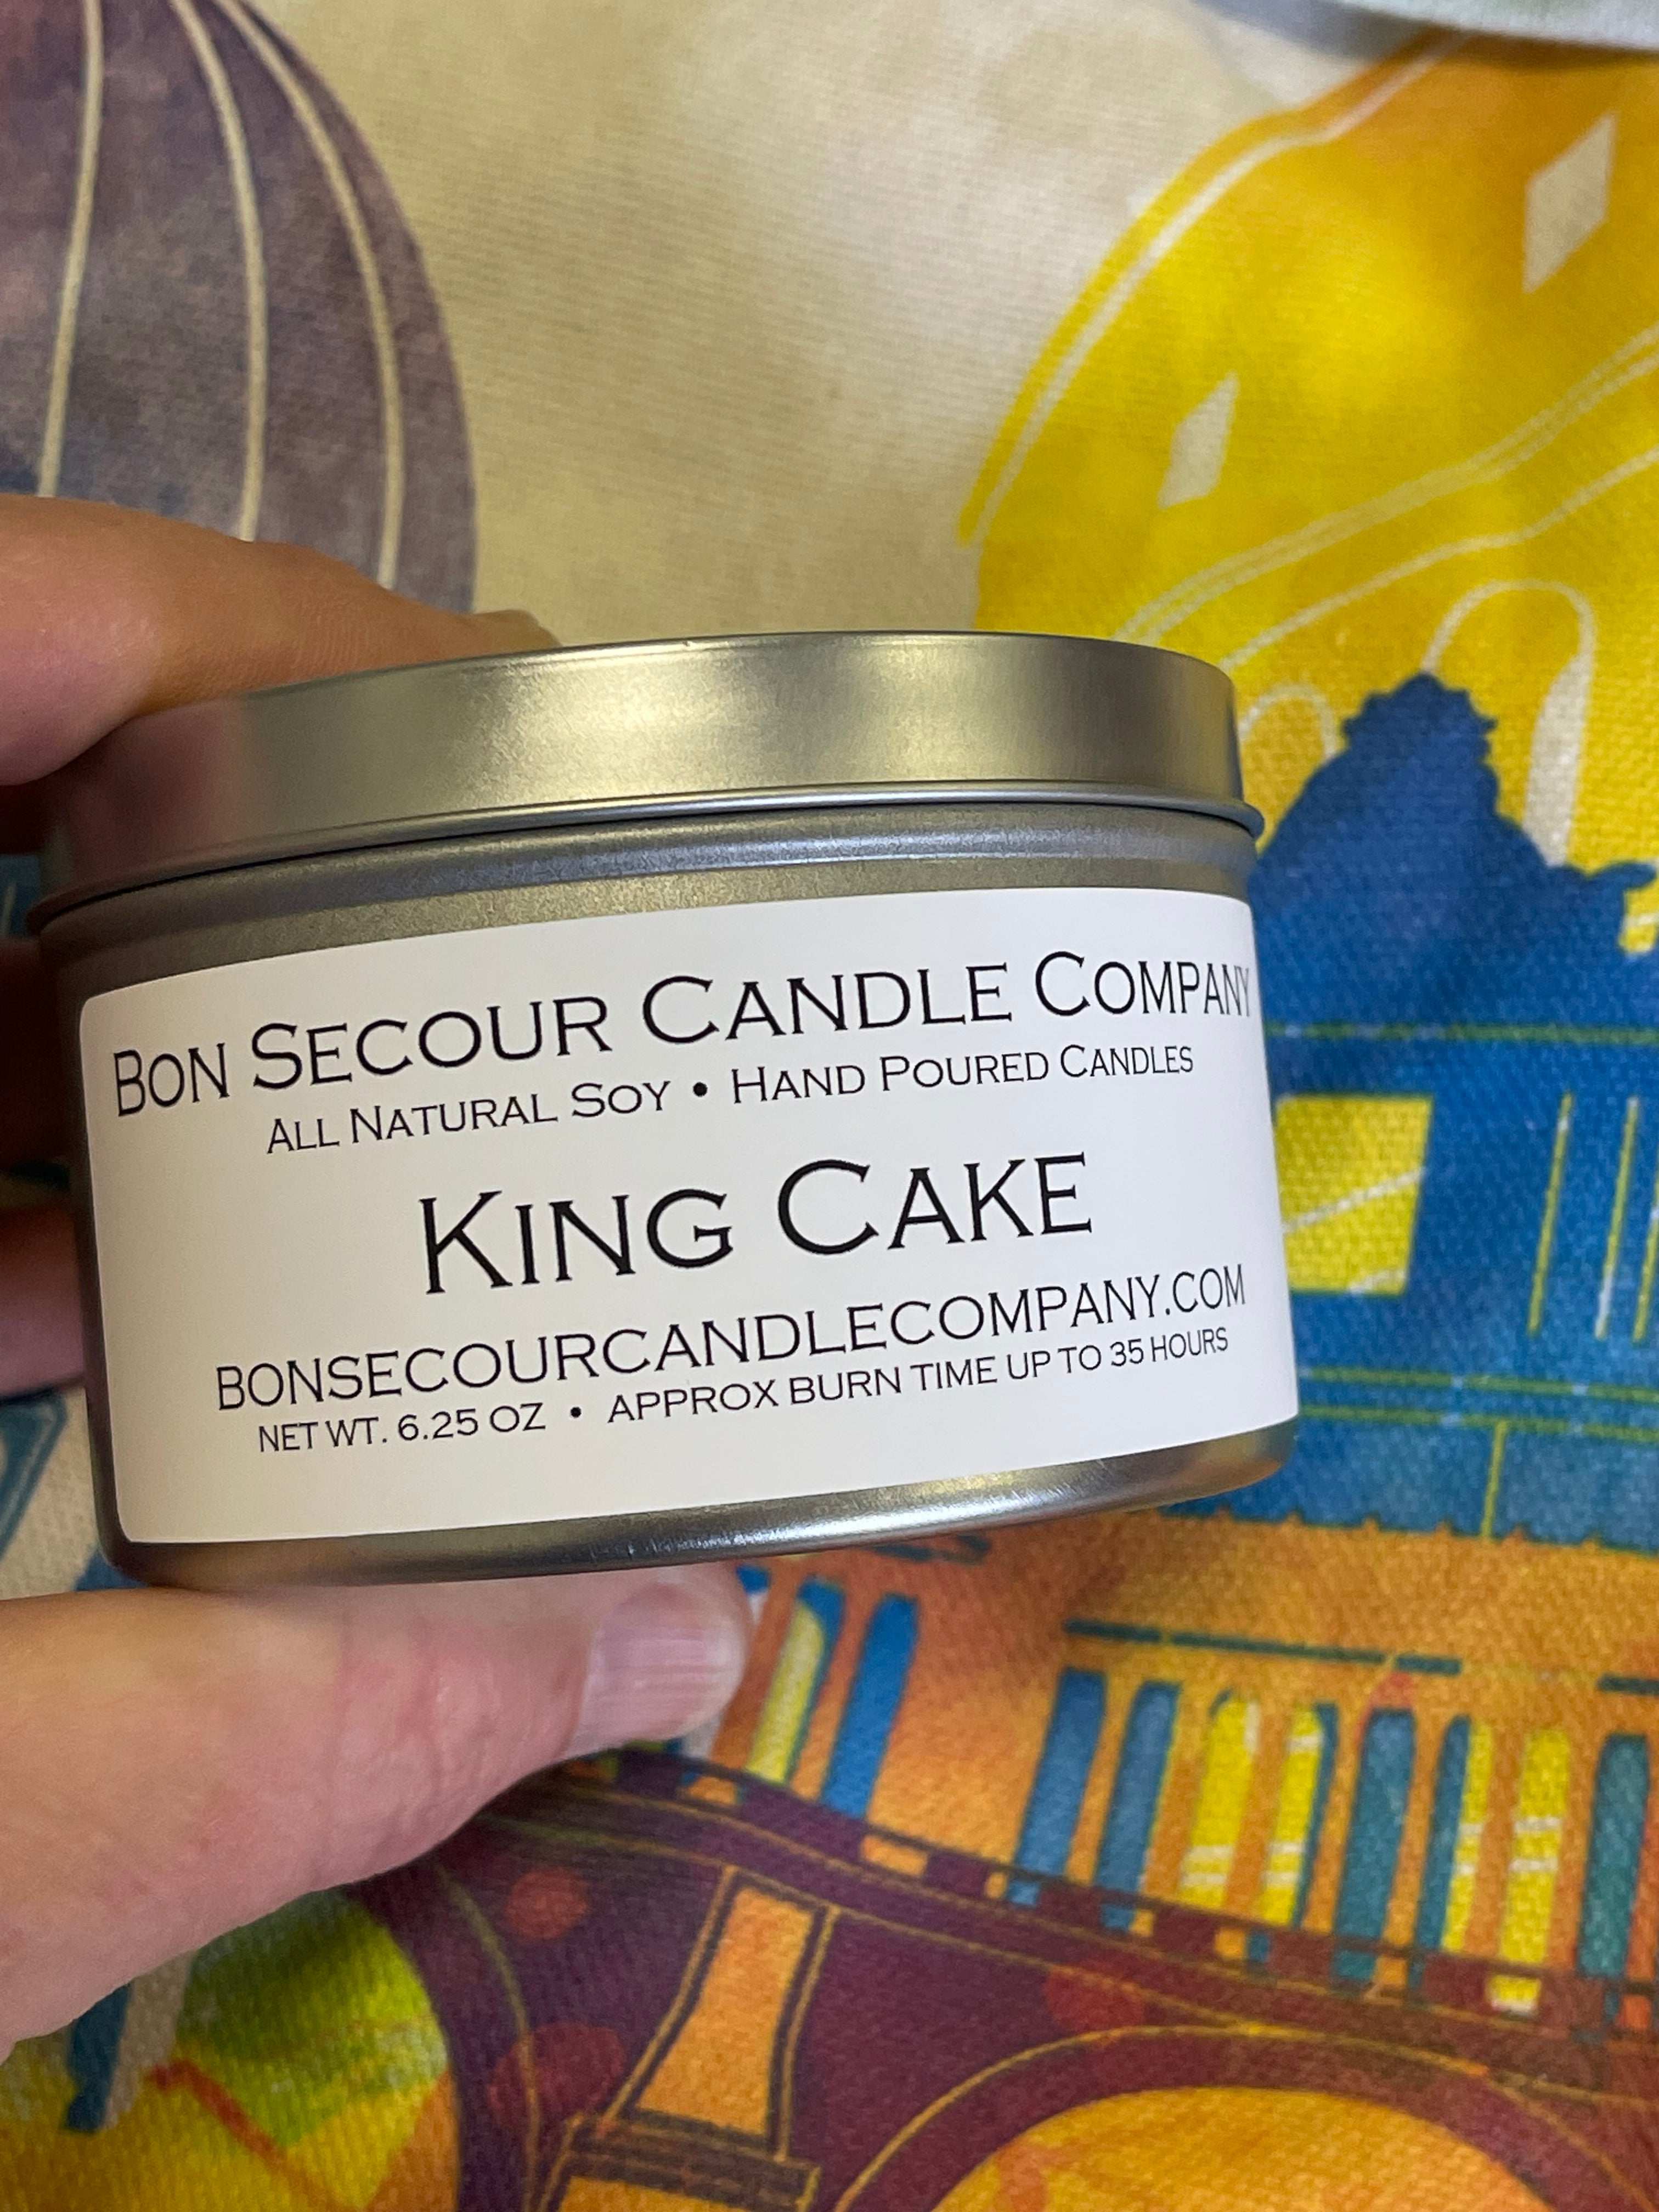 BON SECOUR CANDLE COMPANY
ALL NATURAL SOY • HAND POURED CANDLES
KING CAKE
BONSECOURCANDLECOMPANY.COM
NET WT. 6.25 OZ • APPROX BURN TIME UP TO 35 HOURS